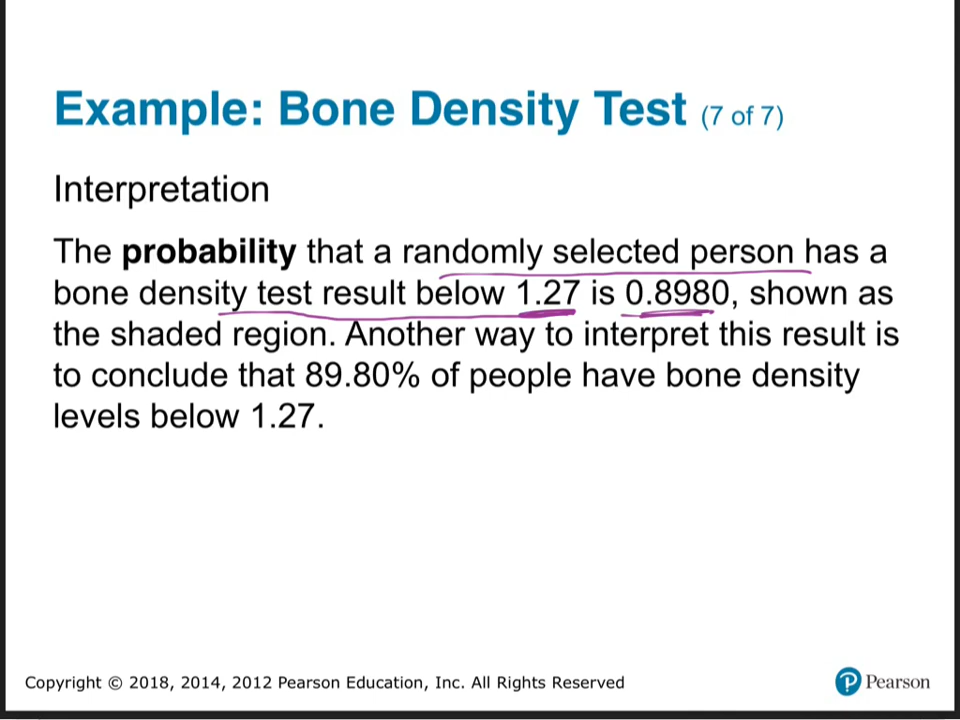 Example: Bone Density Test (7 of 7)
Interpretation
The probability that a randomly selected person has a
bone density test result below 1.27 is 0.8980, shown as
the shaded region. Another way to interpret this result is
to conclude that 89.80% of people have bone density
levels below 1.27.
Copyright © 2018, 2014, 2012 Pearson Education, Inc. All Rights Reserved
Pearson